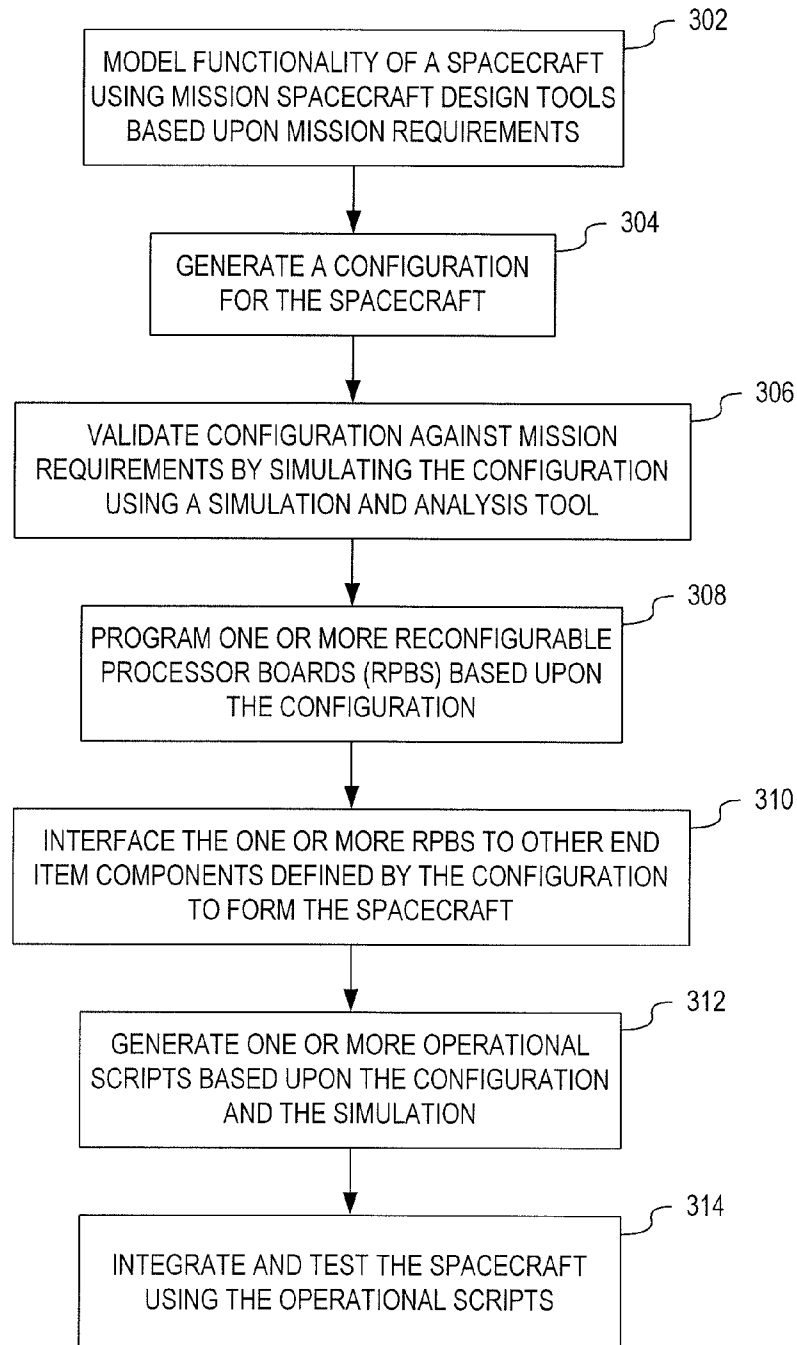 302
MODEL FUNCTIONALITY OF A SPACECRAFT
USING MISSION SPACECRAFT DESIGN TOOLS
BASED UPON MISSION REQUIREMENTS
304
GENERATE A CONFIGURATION
FOR THE SPACECRAFT
306
VALIDATE CONFIGURATION AGAINST MISSION
REQUIREMENTS BY SIMULATING THE CONFIGURATION
USING A SIMULATION AND ANALYSIS TOOL
308
PROGRAM ONE OR MORE RECONFIGURABLE
PROCESSOR BOARDS (RPBS) BASED UPON
THE CONFIGURATION
310
INTERFACE THE ONE OR MORE RPBS TO OTHER END
ITEM COMPONENTS DEFINED BY THE CONFIGURATION
TO FORM THE SPACECRAFT
312
GENERATE ONE OR MORE OPERATIONAL
SCRIPTS BASED UPON THE CONFIGURATION
AND THE SIMULATION
314
INTEGRATE AND TEST THE SPACECRAFT
USING THE OPERATIONAL SCRIPTS